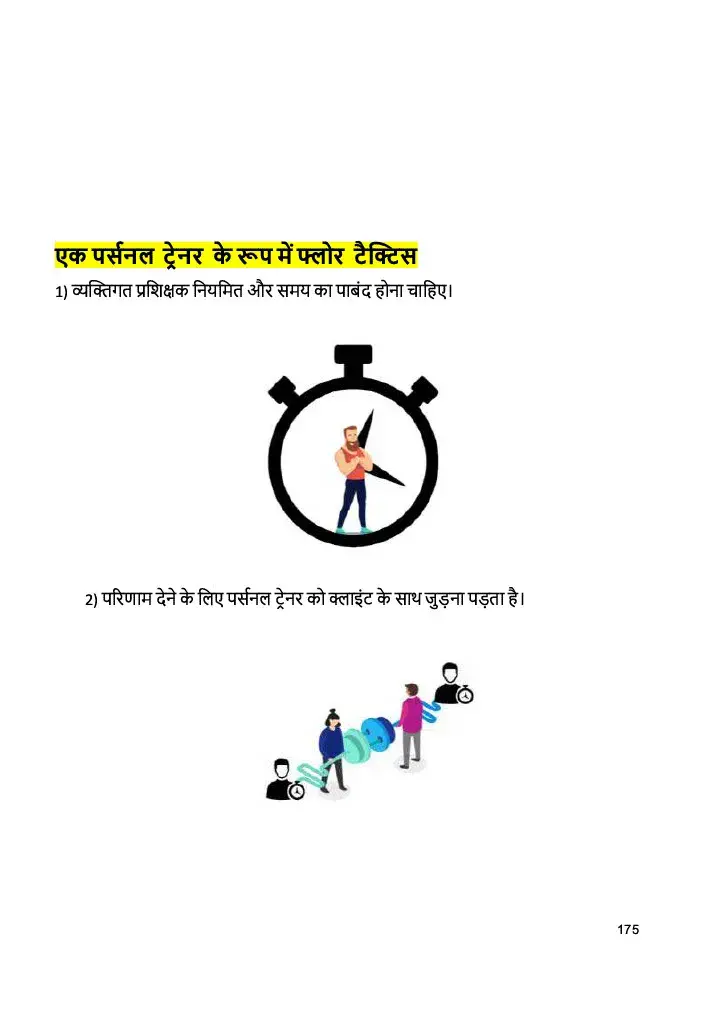 एक पर्सनल ट्रेनर के रूप में फ्लोर टैक्टिस
1) व्यक्तिगत प्रशिक्षक नियमित और समय का पाबंद होना चाहिए।
2) परिणाम देने के लिए पर्सनल ट्रेनर को क्लाइंट के साथ जुड़ना पड़ता है।
175